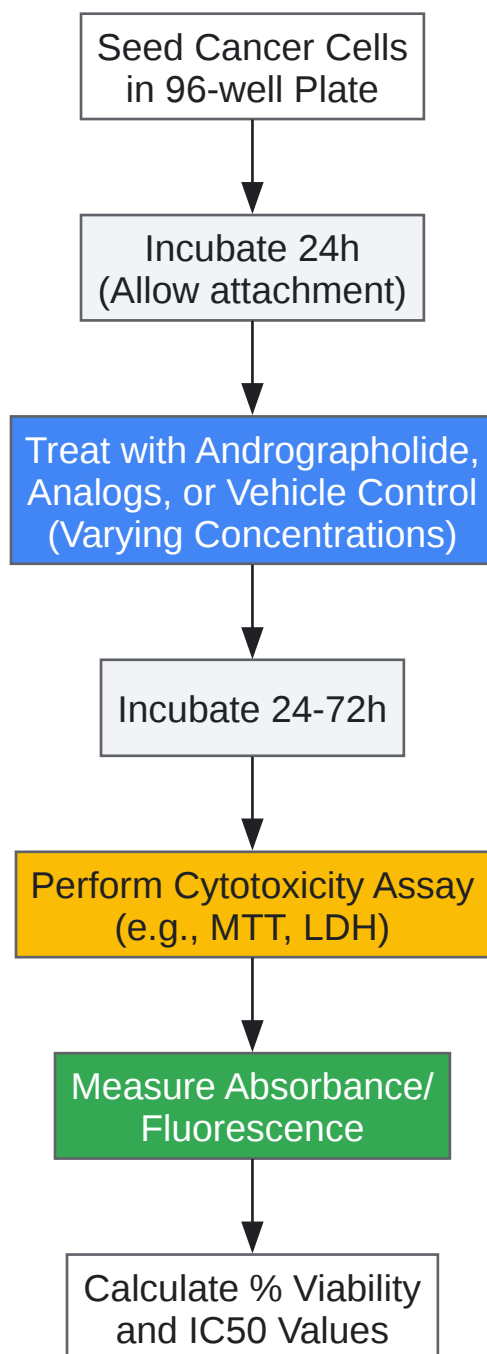 Seed Cancer Cells
in 96-well Plate
Incubate 24h
(Allow attachment)
Treat with Andrographolide,
Analogs, or Vehicle Control
(Varying Concentrations)
Incubate 24-72h
Perform Cytotoxicity Assay
(e.g., MTT, LDH)
Measure Absorbance/
Fluorescence
Calculate % Viability
and IC50 Values